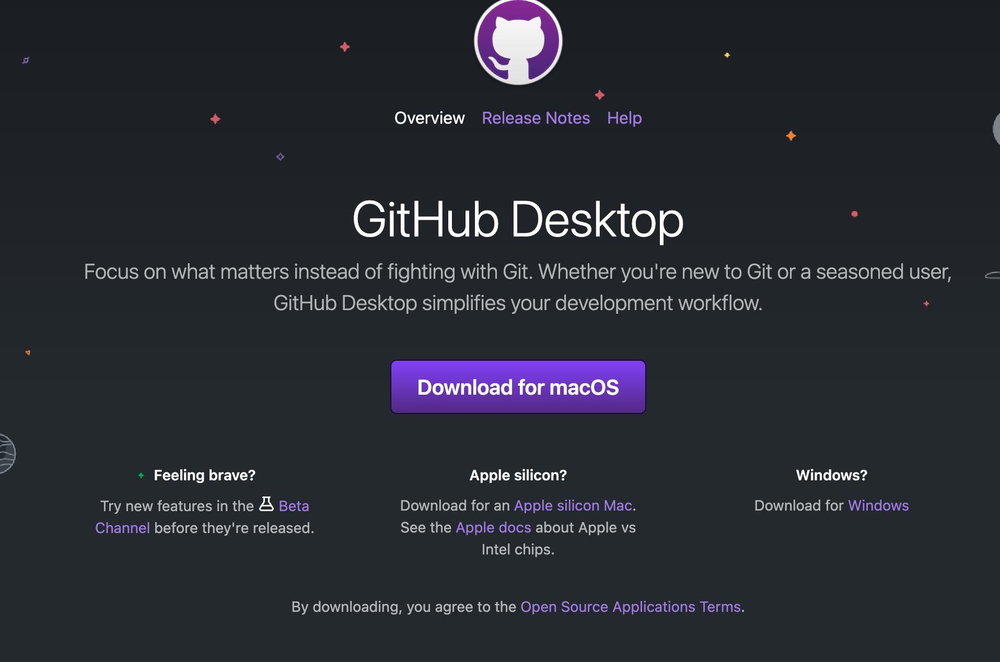 Overview Release Notes Help
GitHub Desktop
Focus on what matters instead of fighting with Git. Whether you're new to Git or a seasoned user,
GitHub Desktop simplifies your development workflow.
Download for macOS
Feeling brave?
Try new features in the Beta
Channel before they're released.
Apple silicon?
Download for an Apple silicon Mac.
See the Apple docs about Apple vs
Intel chips.
Windows?
Download for Windows
By downloading, you agree to the Open Source Applications Terms.